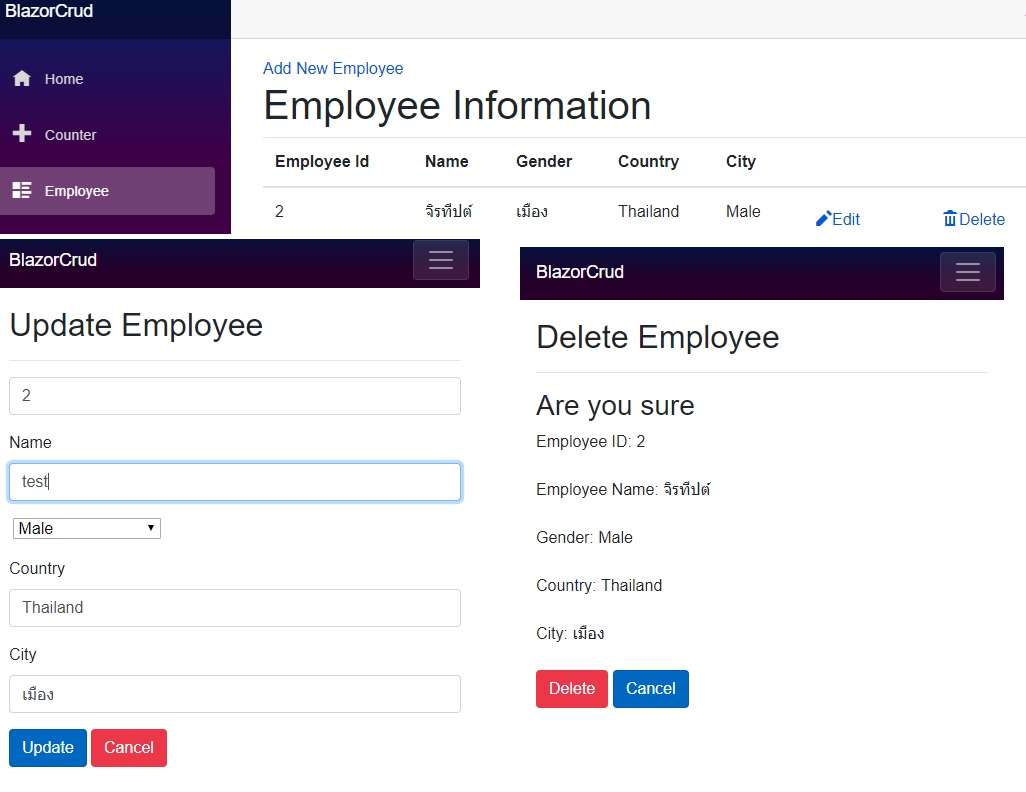 BlazorCrud
Home
Counter
Employee
Add New Employee
Employee Information
Employee Id Name Gender Country City
2 จิรทีปต์ เมือง Thailand Male Edit Delete
BlazorCrud
Update Employee
2
Name
test
Male
Country
Thailand
City
เมือง
Update Cancel
BlazorCrud
Delete Employee
Are you sure
Employee ID: 2
Employee Name: จิรทีปต์
Gender: Male
Country: Thailand
City: เมือง
Delete Cancel